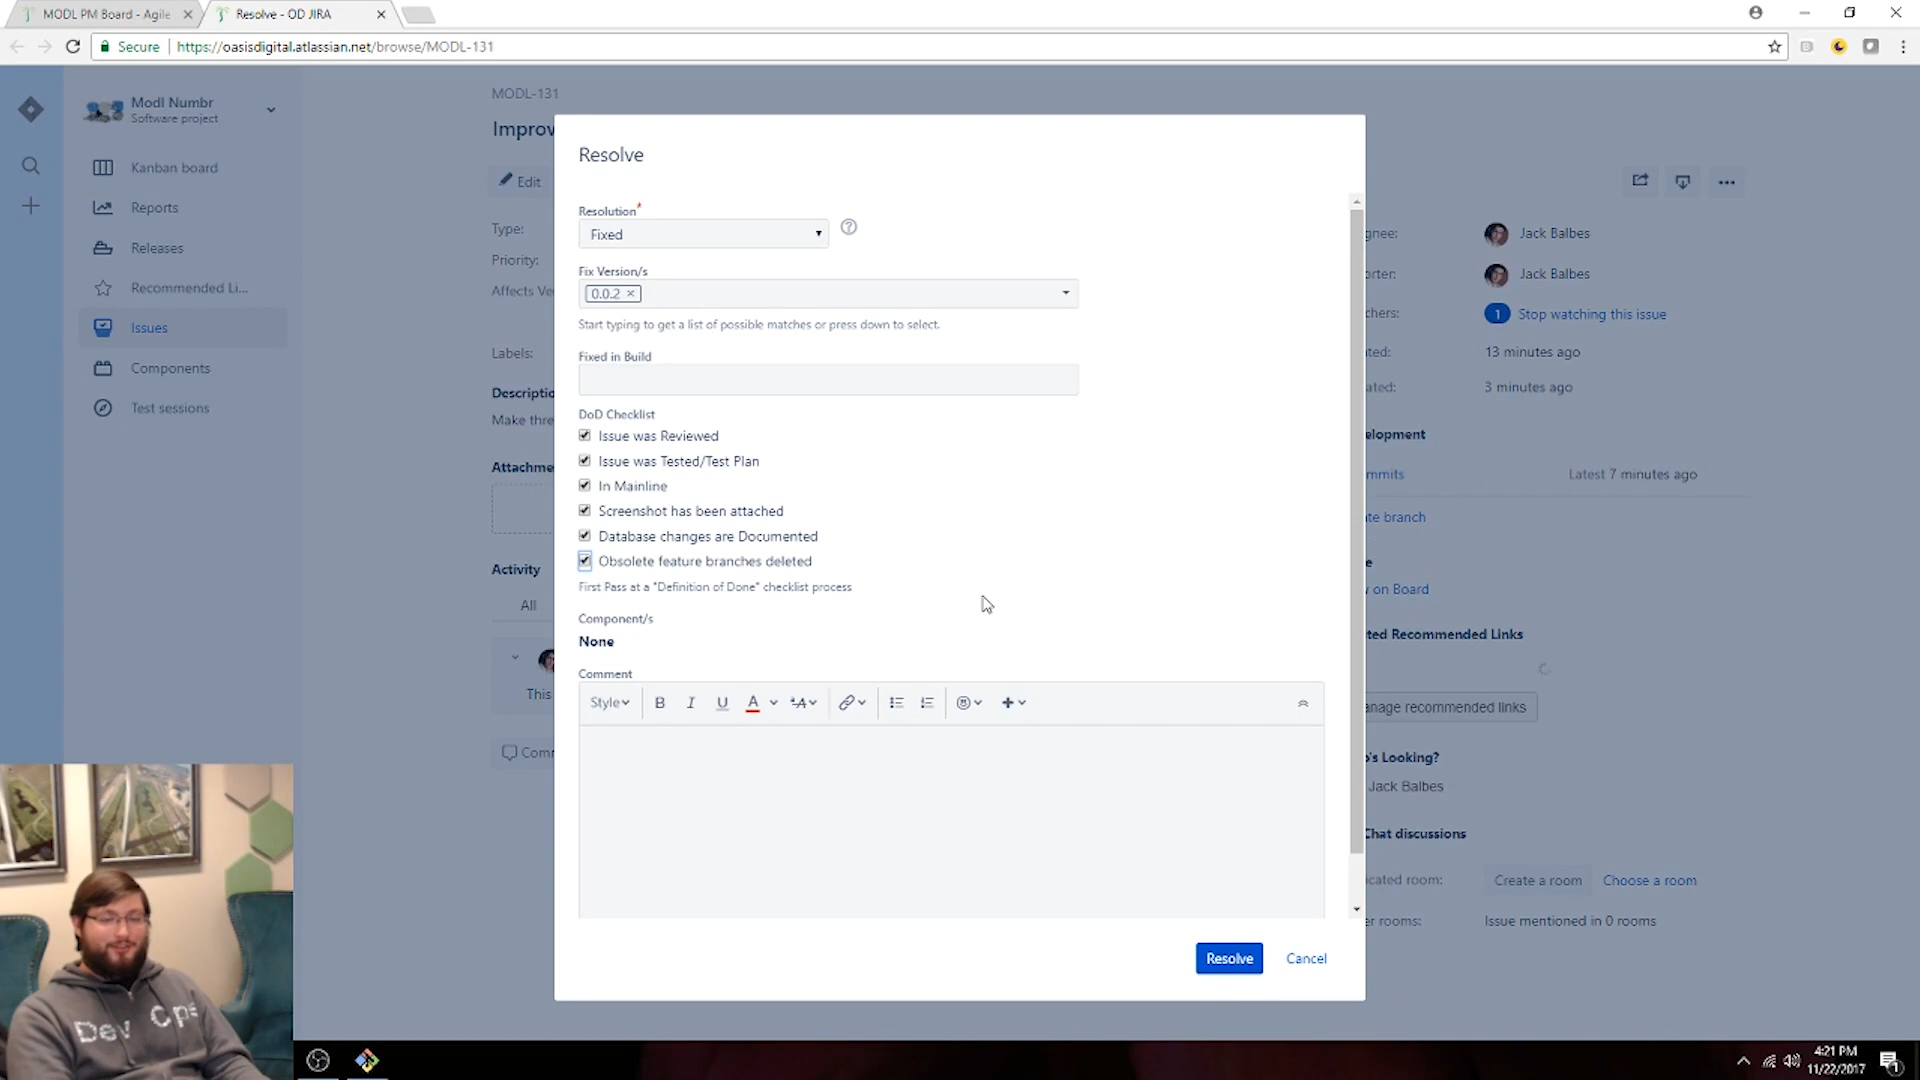 MODL PM Board - Agile
Resolve - OD JIRA
Secure
https://oasisdigital.atlassian.net/browse/MODL-131
Modl Numbr
Software project
Kanban board
Reports
Releases
Recommended Li...
Issues
Components
Test sessions
MODL-131
Improv
Edit
Type:
Priority:
Affects Ve
Labels:
Descriptio
Make thre
Attachme
Activity
All
This
Comm
Resolve
Resolution*
Fixed
Fix Version/s
0.0.2
Start typing to get a list of possible matches or press down to select.
Fixed in Build
DoD Checklist
Issue was Reviewed
Issue was Tested/Test Plan
In Mainline
Screenshot has been attached
Database changes are Documented
Obsolete feature branches deleted
First Pass at a "Definition of Done" checklist process
Component/s
None
Comment
Style
B I U A
Resolve
Cancel
gnee:
Jack Balbes
orter:
Jack Balbes
chers:
1
Stop watching this issue
ted:
13 minutes ago
ated:
3 minutes ago
elopment
mmits
Latest 7 minutes ago
te branch
e
on Board
ted Recommended Links
anage recommended links
o's Looking?
Jack Balbes
Chat discussions
icated room:
Create a room
Choose a room
er rooms:
Issue mentioned in 0 rooms
Dev Ops
4:21 PM
11/22/2017
1